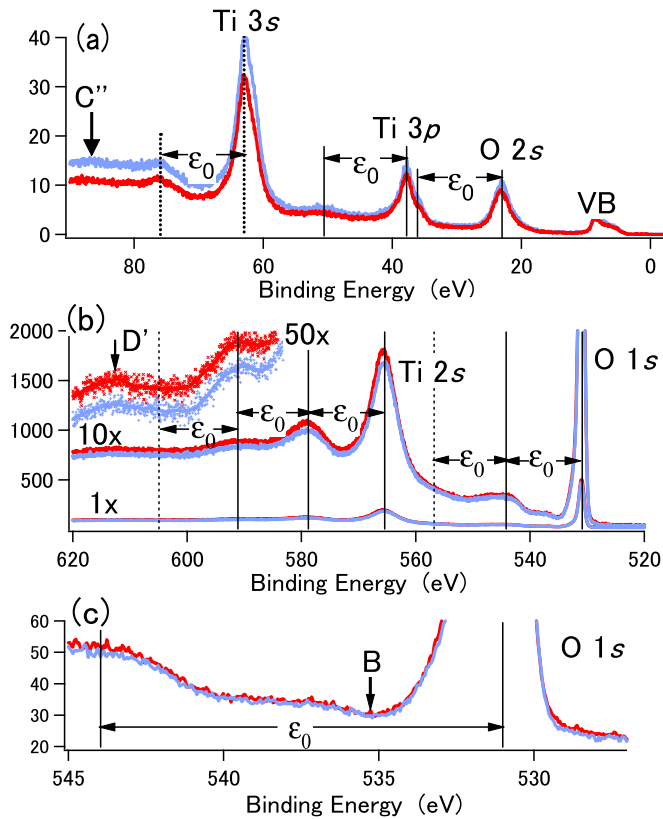 (a)
Ti 3s
C''
ε0
Ti 3p
ε0
O 2s
ε0
VB
40
30
20
10
0
80 60 40 20 0
Binding Energy (eV)
(b)
D'
50x
Ti 2s
O 1s
ε0 ε0 ε0 ε0
10x
1x
2000
1500
1000
500
620 600 580 560 540 520
Binding Energy (eV)
(c)
B
O 1s
ε0
60
50
40
30
20
545 540 535 530
Binding Energy (eV)